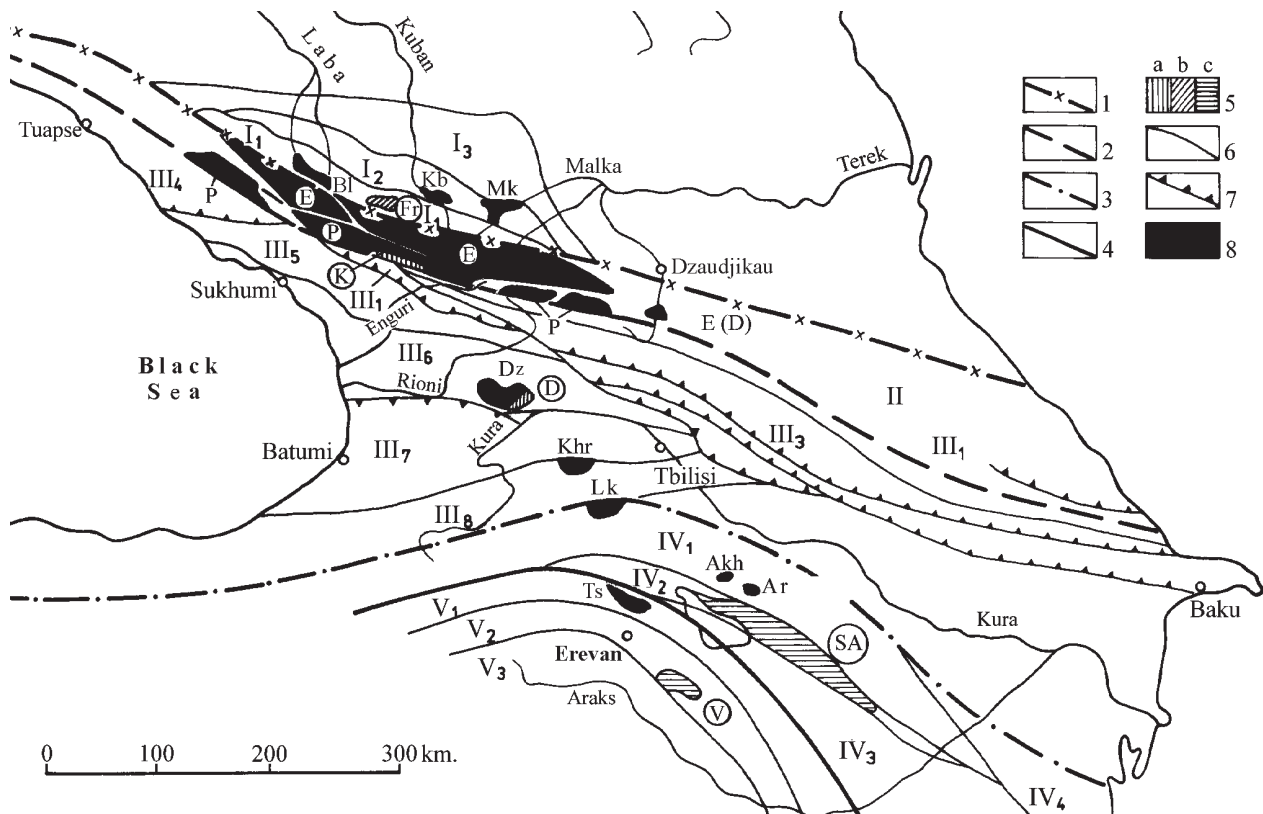 Laba
Kuban
a b c
1
5
2
6
3
7
4
8
Tuapse
I1
I2
I3
Malka
Terek
Bl
Kb
Mk
Fr
I1
III4
P
E
P
E
III5
K
III1
Sukhumi
Enguri
Dzaudjikau
P
E (D)
Black
Sea
III6
Rioni
Dz
D
II
Kura
III3
III1
Batumi
III7
Khr
Tbilisi
Lk
III8
IV1
Akh
Ar
IV2
Ts
V1
V2
V3
Erevan
SA
Kura
Baku
Araks
V
IV3
IV4
0 100 200 300 km.